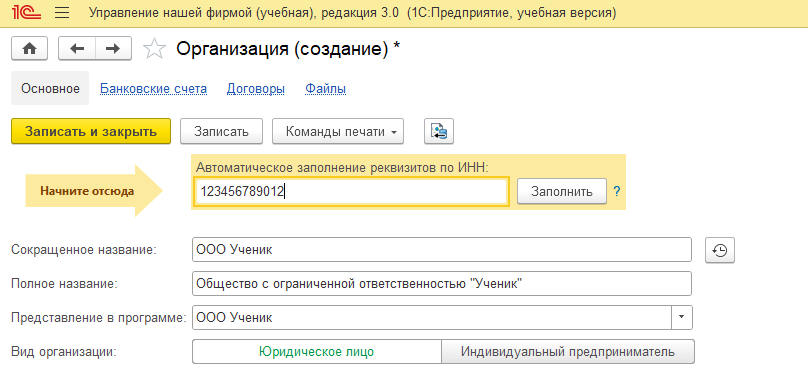 1С Управление нашей фирмой (учебная), редакция 3.0 (1С:Предприятие, учебная версия)
Организация (создание) *
Основное Банковские счета Договоры Файлы
Записать и закрыть Записать Команды печати
Автоматическое заполнение реквизитов по ИНН:
Начните отсюда 123456789012 Заполнить ?
Сокращенное название: ООО Ученик
Полное название: Общество с ограниченной ответственностью "Ученик"
Представление в программе: ООО Ученик
Вид организации: Юридическое лицо Индивидуальный предприниматель